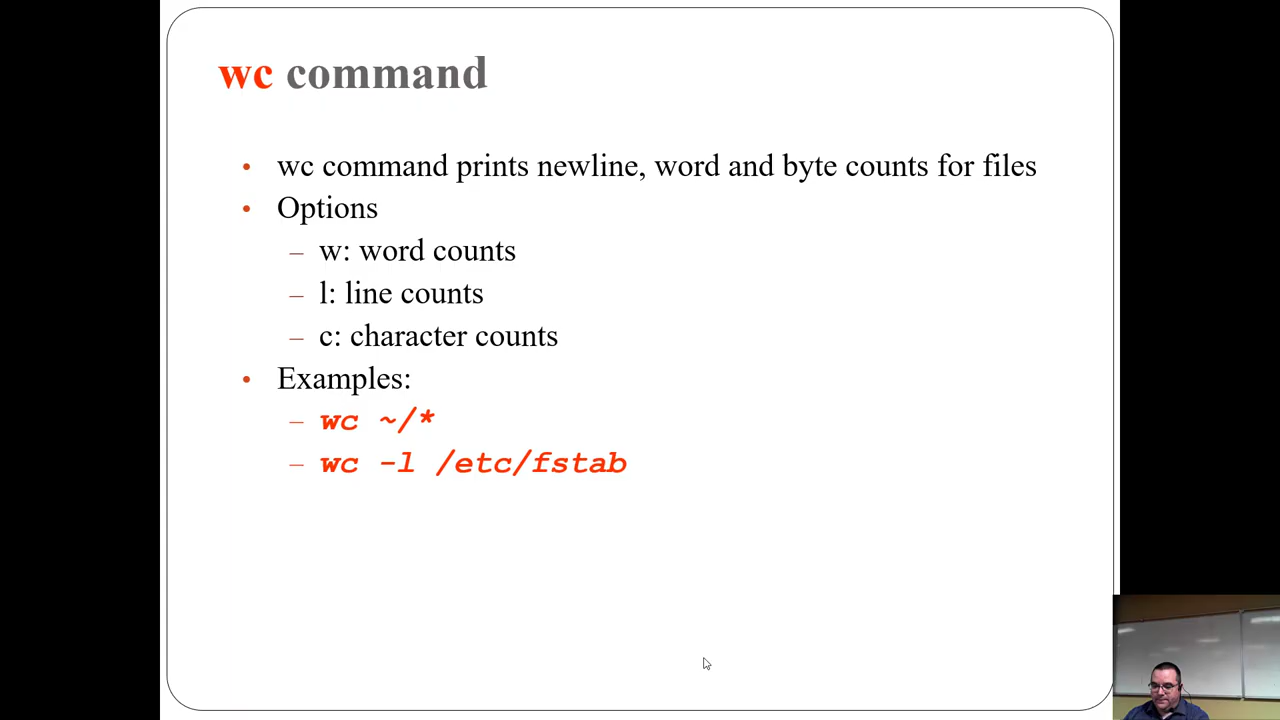 wc command
• wc command prints newline, word and byte counts for files
• Options
– w: word counts
– l: line counts
– c: character counts
• Examples:
– wc ~/*
– wc -l /etc/fstab